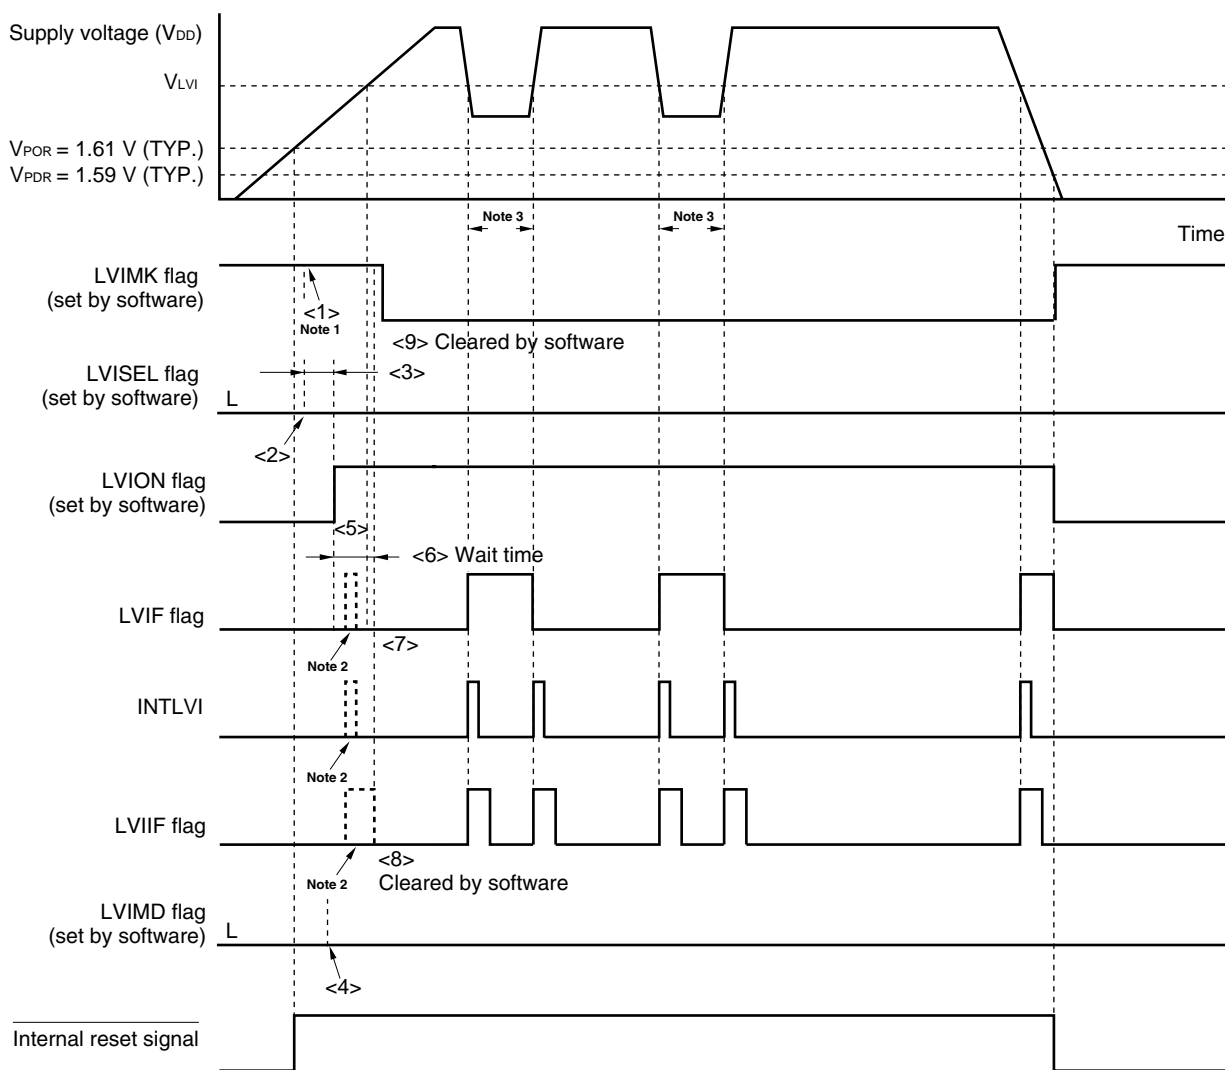 Supply voltage (VDD)
VLVI
VPOR = 1.61 V (TYP.)
VPDR = 1.59 V (TYP.)
Note 3
Note 3
Time
LVIMK flag
(set by software)
<1>
Note 1
<9> Cleared by software
LVISEL flag
(set by software)
L
<3>
<2>
LVION flag
(set by software)
<5>
<6> Wait time
LVIF flag
<7>
Note 2
INTLVI
Note 2
LVIIF flag
<8>
Cleared by software
Note 2
LVIMD flag
(set by software)
L
<4>
Internal reset signal